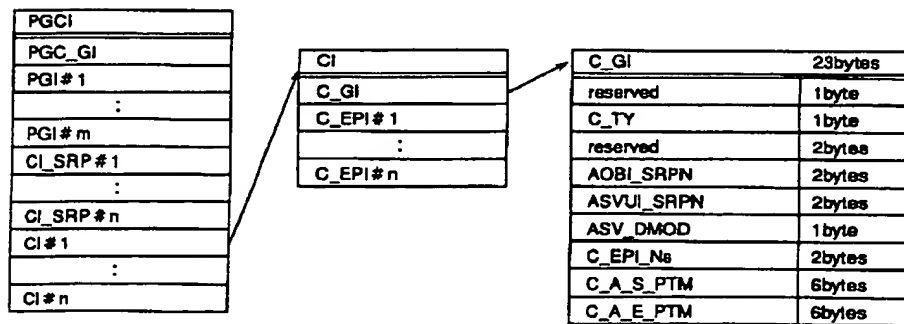 PGCI
PGC_GI
PGI#1
:
PGI#m
CI_SRP#1
:
CI_SRP#n
CI#1
:
CI#n
CI
C_GI
C_EPI#1
:
C_EPI#n
C_GI 23bytes
reserved 1byte
C_TY 1byte
reserved 2bytes
AOBI_SRPN 2bytes
ASVUI_SRPN 2bytes
ASV_DMOD 1byte
C_EPI_Ns 2bytes
C_A_S_PTM 6bytes
C_A_E_PTM 6bytes